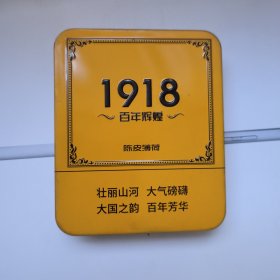 1918
百年辉煌
陈皮薄荷
壮丽山河 大气磅礴
大国之韵 百年芳华